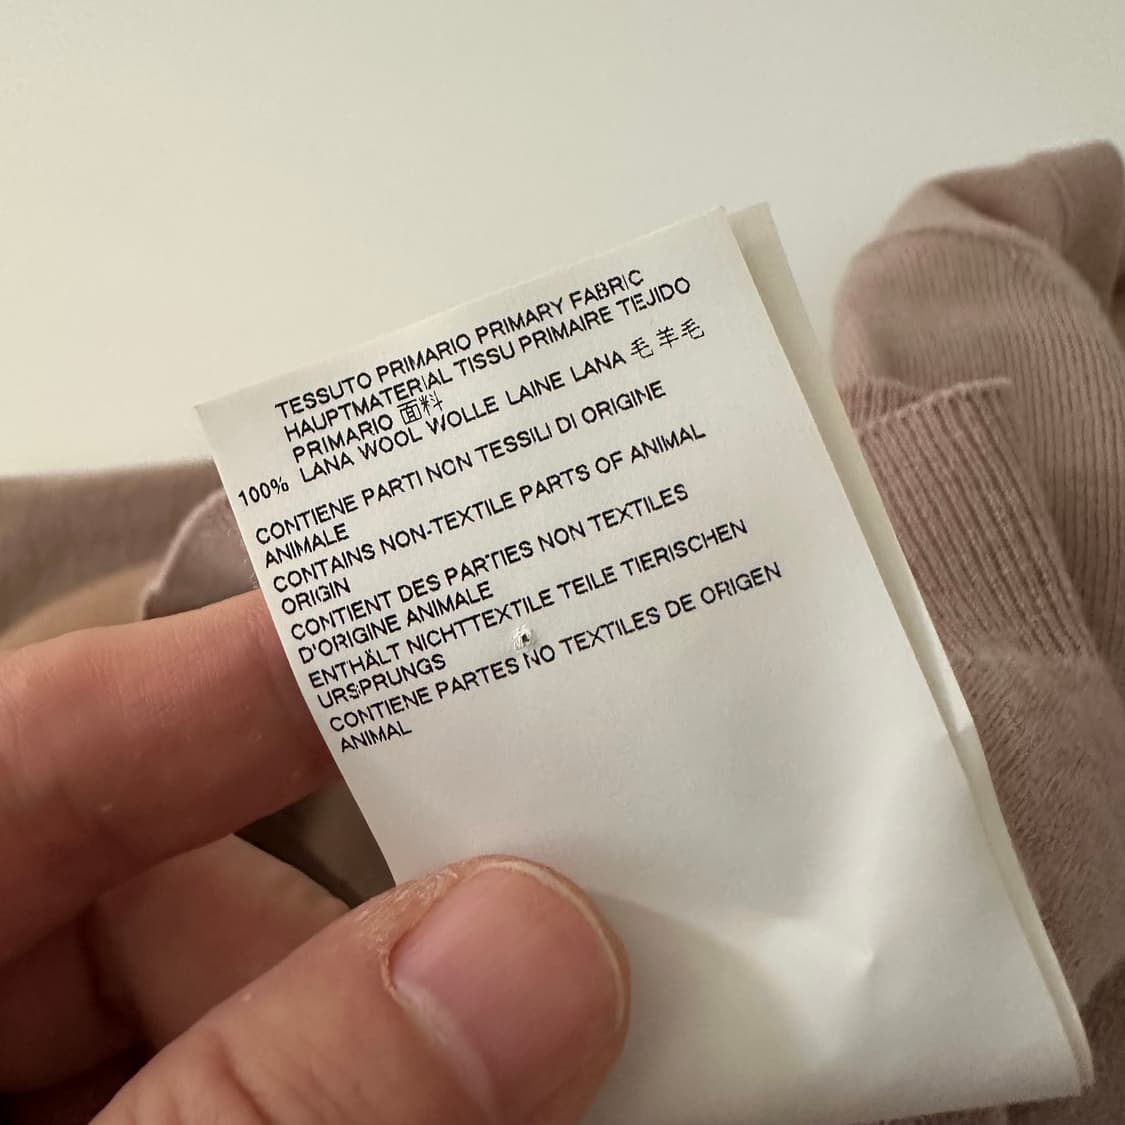 TESSUTO PRIMARIO PRIMARY FABRIC
HAUPTMATERIAL TISSU PRIMAIRE TEJIDO
PRIMARIO 面料
100% LANA WOOL WOLLE LAINE LANA 毛 羊毛
CONTIENE PARTI NON TESSILI DI ORIGINE
ANIMALE
CONTAINS NON-TEXTILE PARTS OF ANIMAL
ORIGIN
CONTIENT DES PARTIES NON TEXTILES
D'ORIGINE ANIMALE
ENTHÄLT NICHTTEXTILE TEILE TIERISCHEN
URSPRUNGS
CONTIENE PARTES NO TEXTILES DE ORIGEN
ANIMAL